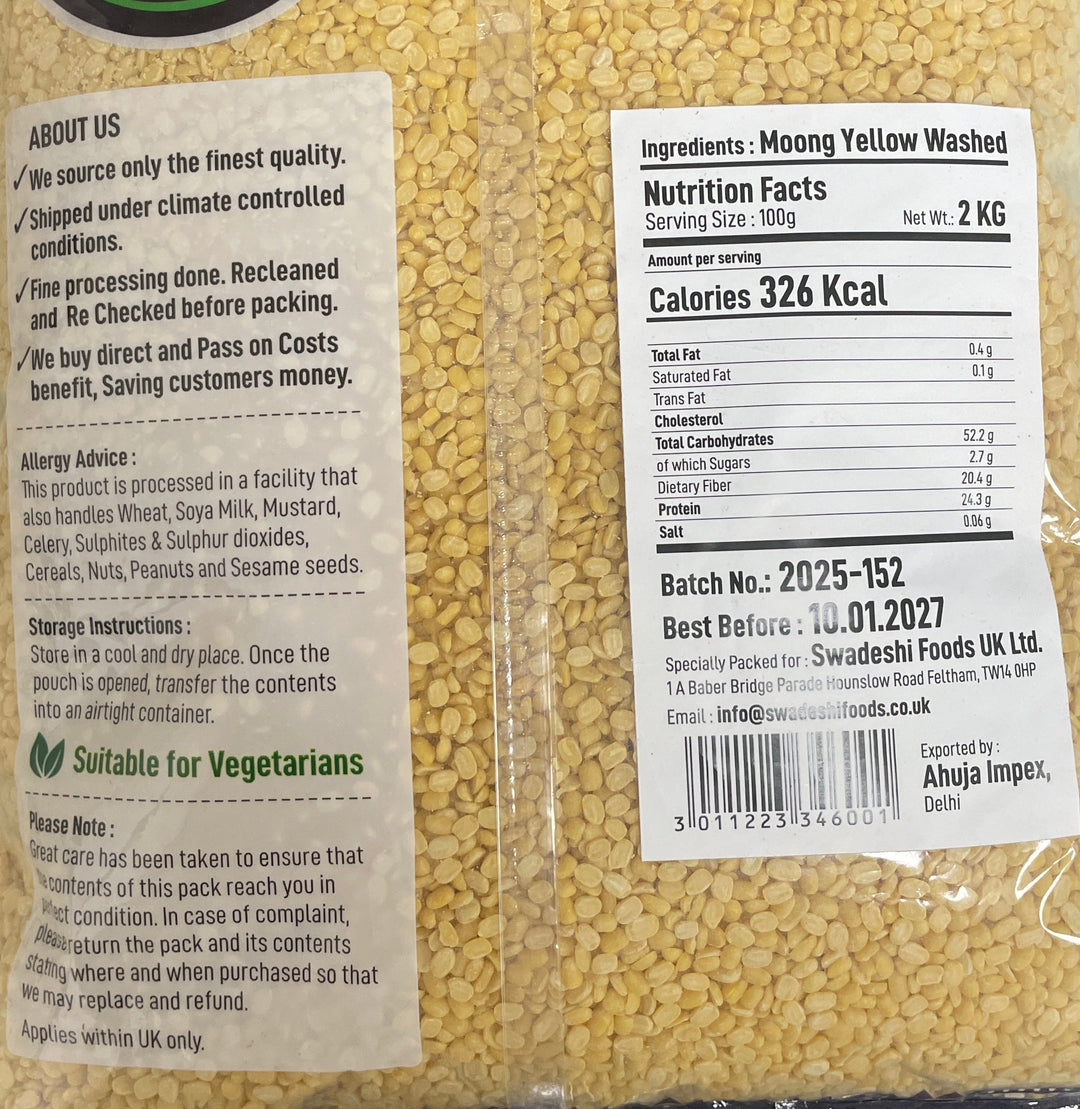 ABOUT US
✓We source only the finest quality.
✓Shipped under climate controlled
conditions.
✓Fine processing done. Recleaned
and Re Checked before packing.
✓We buy direct and Pass on Costs
benefit, Saving customers money.
Allergy Advice :
This product is processed in a facility that
also handles Wheat, Soya Milk, Mustard,
Celery, Sulphites & Sulphur dioxides,
Cereals, Nuts, Peanuts and Sesame seeds.
Storage Instructions :
Store in a cool and dry place. Once the
pouch is opened, transfer the contents
into an airtight container.
Suitable for Vegetarians
Please Note :
Great care has been taken to ensure that
contents of this pack reach you in
condition. In case of complaint,
please return the pack and its contents
stating where and when purchased so that
we may replace and refund.
Applies within UK only.
Ingredients : Moong Yellow Washed
Nutrition Facts
Serving Size : 100g Net Wt.: 2 KG
Amount per serving
Calories 326 Kcal
Total Fat 0.4 g
Saturated Fat 0.1 g
Trans Fat
Cholesterol
Total Carbohydrates 52.2 g
of which Sugars 2.7 g
Dietary Fiber 20.4 g
Protein 24.3 g
Salt 0.06 g
Batch No.: 2025-152
Best Before : 10.01.2027
Specially Packed for : Swadeshi Foods UK Ltd.
1 A Baber Bridge Parade Hounslow Road Feltham, TW14 0HP
Email : info@swadeshifoods.co.uk
Exported by :
Ahuja Impex,
Delhi
3 011223 346001